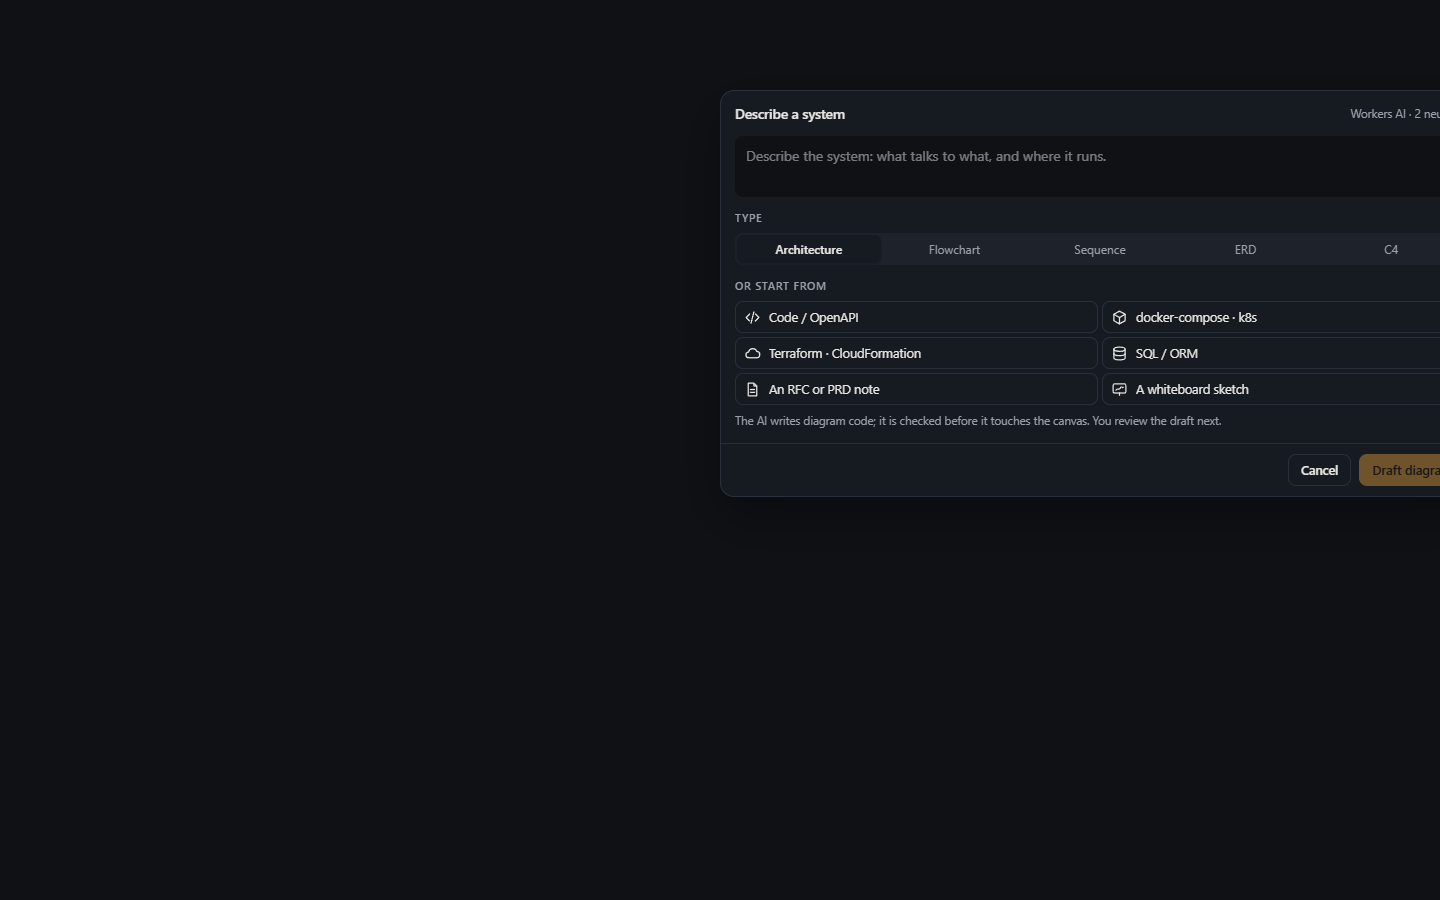 Describe a system
Workers AI · 2 neu
Describe the system: what talks to what, and where it runs.
TYPE
Architecture Flowchart Sequence ERD C4
OR START FROM
Code / OpenAPI docker-compose · k8s
Terraform · CloudFormation SQL / ORM
An RFC or PRD note A whiteboard sketch
The AI writes diagram code; it is checked before it touches the canvas. You review the draft next.
Cancel Draft diagra